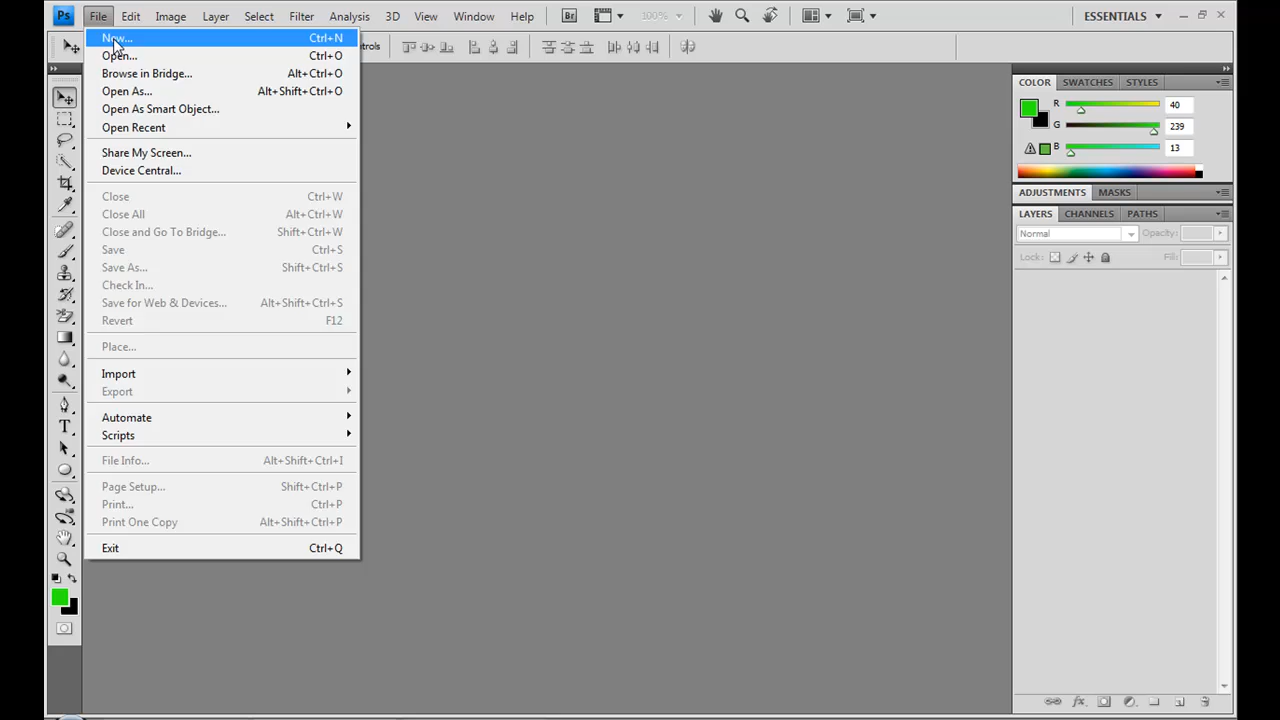 Ps File Edit Image Layer Select Filter Analysis 3D View Window Help Br 100% ESSENTIALS
New... Ctrl+N
Open... Ctrl+O
Browse in Bridge... Alt+Ctrl+O
Open As... Alt+Shift+Ctrl+O
Open As Smart Object...
Open Recent
Share My Screen...
Device Central...
Close Ctrl+W
Close All Alt+Ctrl+W
Close and Go To Bridge... Shift+Ctrl+W
Save Ctrl+S
Save As... Shift+Ctrl+S
Check In...
Save for Web & Devices... Alt+Shift+Ctrl+S
Revert F12
Place...
Import
Export
Automate
Scripts
File Info... Alt+Shift+Ctrl+I
Page Setup... Shift+Ctrl+P
Print... Ctrl+P
Print One Copy Alt+Shift+Ctrl+P
Exit Ctrl+Q
COLOR SWATCHES STYLES
R 40
G 239
B 13
ADJUSTMENTS MASKS
LAYERS CHANNELS PATHS
Normal Opacity:
Lock: Fill: